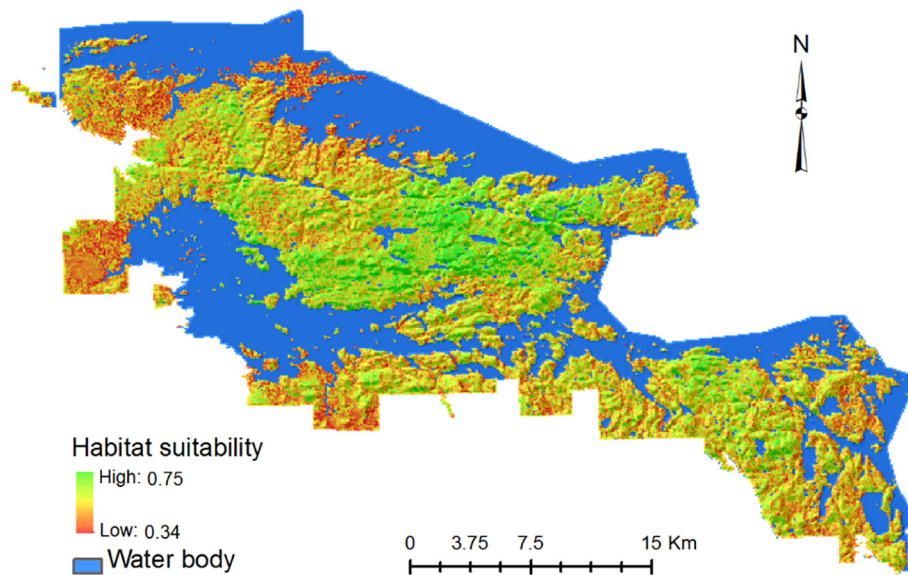 N
Habitat suitability
High: 0.75
Low: 0.34
Water body
0 3.75 7.5 15 Km